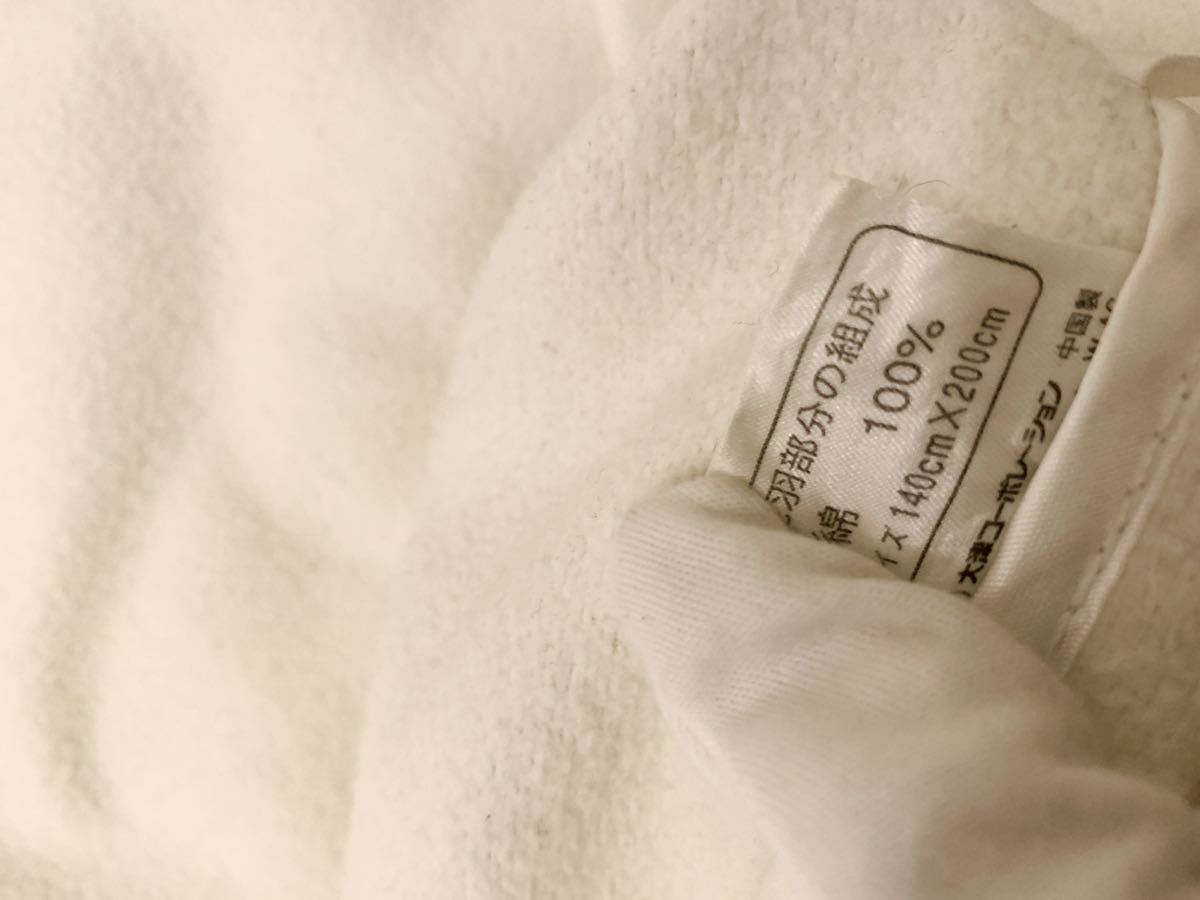 羽部分の組成
綿 100%
イズ 140cm×200cm
大津コーポレーション
中国製